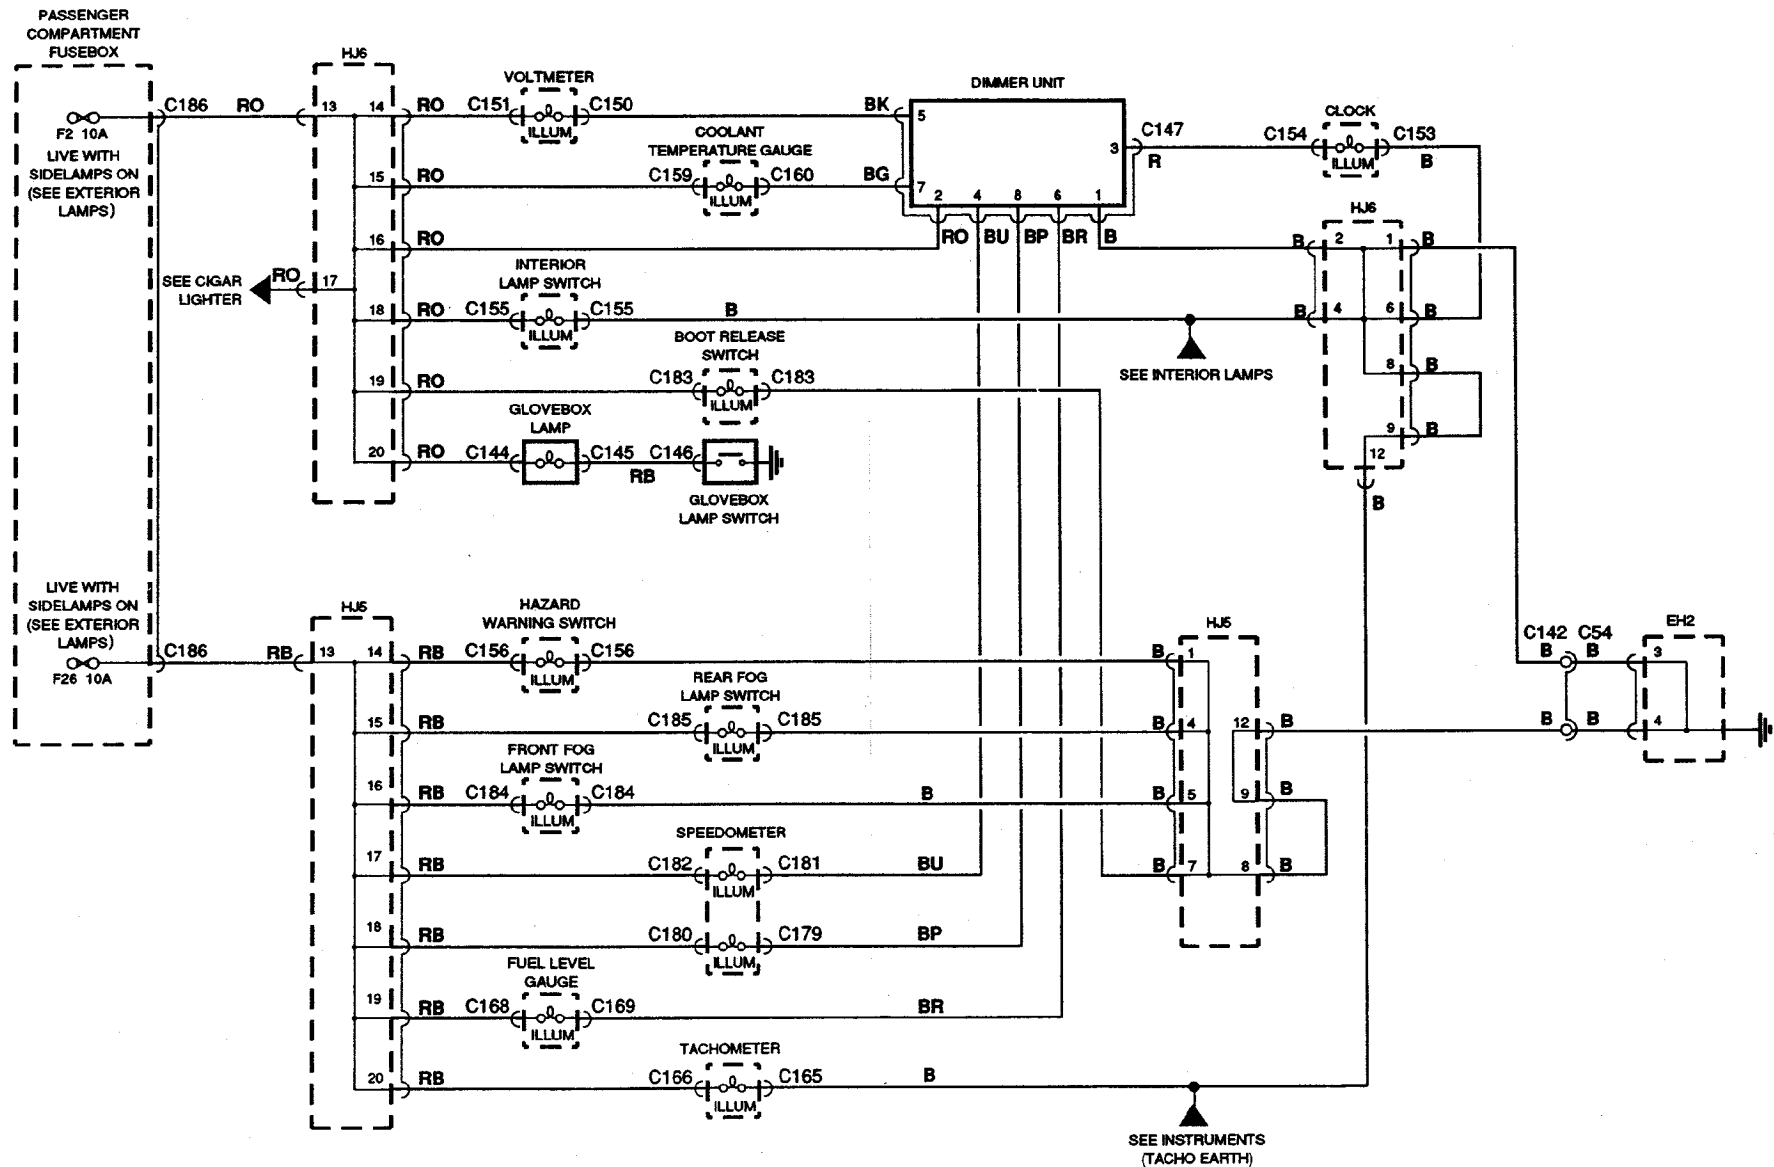 PASSENGER
COMPARTMENT
FUSEBOX
F2 10A
LIVE WITH
SIDELAMPS ON
(SEE EXTERIOR
LAMPS)
LIVE WITH
SIDELAMPS ON
(SEE EXTERIOR
LAMPS)
F26 10A
C186 RO
HJ6
13 14 RO C151 VOLTMETER C150 BK
ILLUM
COOLANT
TEMPERATURE GAUGE
15 RO C159 C160 BG
ILLUM
16 RO
SEE CIGAR
LIGHTER
RO 17
INTERIOR
LAMP SWITCH
18 RO C155 C155 B
ILLUM
BOOT RELEASE
SWITCH
19 RO C183 C183
ILLUM
GLOVEBOX
LAMP
20 RO C144 C145 C146
RB
GLOVEBOX
LAMP SWITCH
DIMMER UNIT
5 3
7 2 4 8 6 1
RO BU BP BR B
C147
R
CLOCK
C154 C153
ILLUM B
HJ6
B 2 1 B
B 4 6 B
8 B
9 B
12
B
SEE INTERIOR LAMPS
C186 RB
HJ5
HAZARD
WARNING SWITCH
13 14 RB C156 C156 B
ILLUM
REAR FOG
LAMP SWITCH
15 RB C185 C185 B
ILLUM
FRONT FOG
LAMP SWITCH
16 RB C184 C184 B B
ILLUM
SPEEDOMETER
17 RB C182 C181 BU B
ILLUM
18 RB C180 C179 BP
ILLUM
FUEL LEVEL
GAUGE
19 RB C168 C169 BR
ILLUM
TACHOMETER
20 RB C166 C165 B
ILLUM
SEE INSTRUMENTS
(TACHO EARTH)
HJ5
1
4 12 B
5 9 B
7 8 B
C142 C54
B B
B B
EH2
3
4